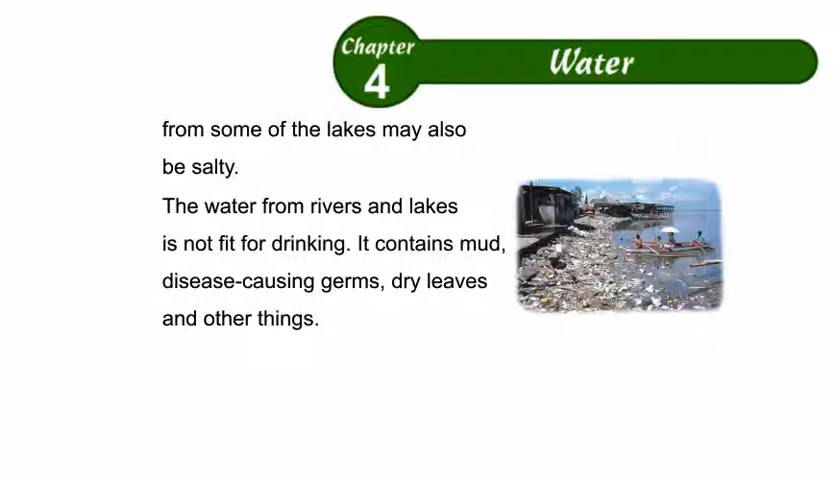 Chapter
4
Water
from some of the lakes may also
be salty.
The water from rivers and lakes
is not fit for drinking. It contains mud,
disease-causing germs, dry leaves
and other things.